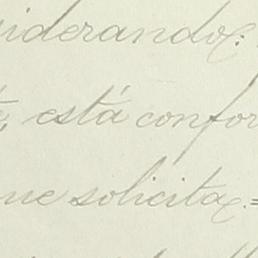 siderando:
está confor
ue solicita.=